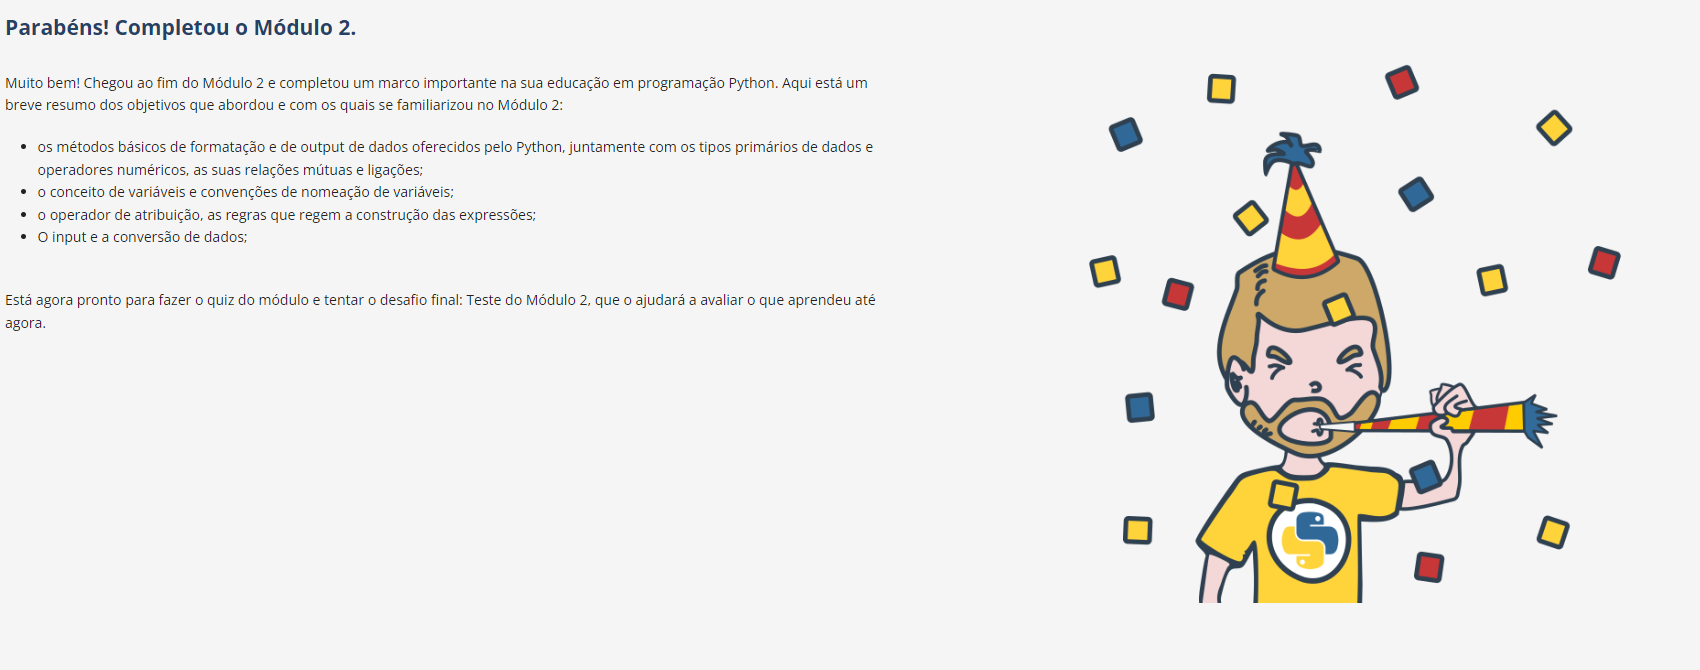 Parabéns! Completou o Módulo 2.
Muito bem! Chegou ao fim do Módulo 2 e completou um marco importante na sua educação em programação Python. Aqui está um
breve resumo dos objetivos que abordou e com os quais se familiarizou no Módulo 2:
• os métodos básicos de formatação e de output de dados oferecidos pelo Python, juntamente com os tipos primários de dados e
operadores numéricos, as suas relações mútuas e ligações;
• o conceito de variáveis e convenções de nomeação de variáveis;
• o operador de atribuição, as regras que regem a construção das expressões;
• O input e a conversão de dados;
Está agora pronto para fazer o quiz do módulo e tentar o desafio final: Teste do Módulo 2, que o ajudará a avaliar o que aprendeu até
agora.